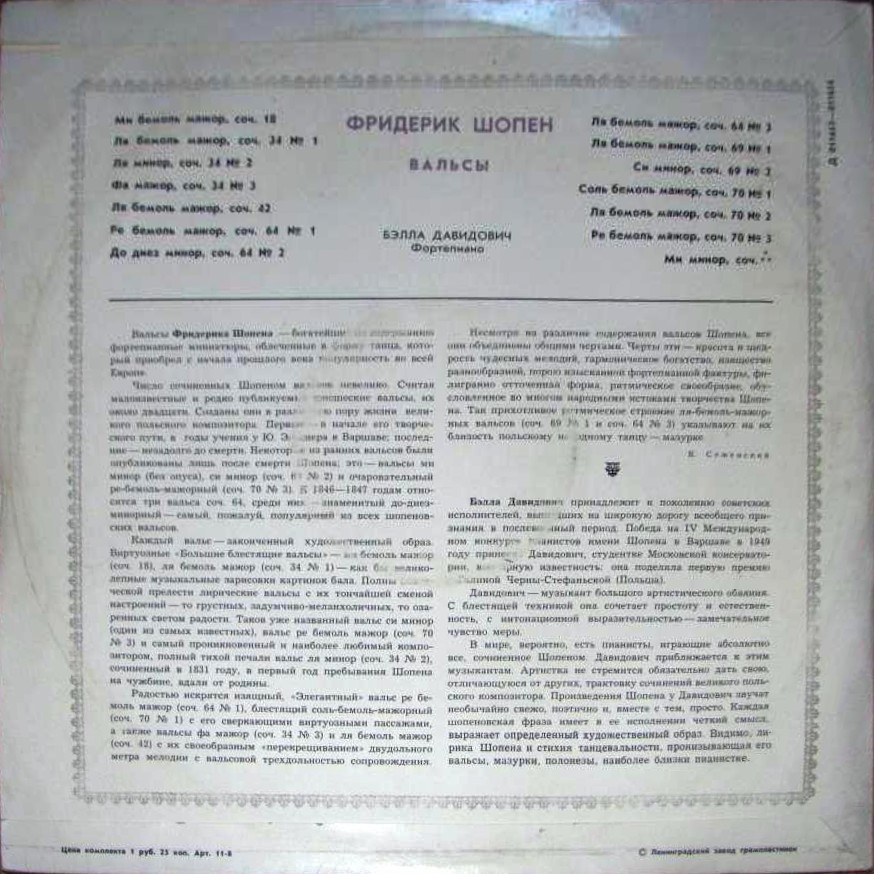 Ми бемоль мажор, соч. 18
Ля бемоль мажор, соч. 34 № 1
Ля минор, соч. 34 № 2
Фа мажор, соч. 34 № 3
Ля бемоль мажор, соч. 42
Ре бемоль мажор, соч. 64 № 1
До диез минор, соч. 64 № 2
ФРИДЕРИК ШОПЕН
ВАЛЬСЫ
БЭЛЛА ДАВИДОВИЧ
Фортепиано
Ля бемоль мажор, соч. 64 № 3
Ля бемоль мажор, соч. 69 № 1
Си минор, соч. 69 № 2
Соль бемоль мажор, соч. 70 № 1
Ля бемоль мажор, соч. 70 № 2
Ре бемоль мажор, соч. 70 № 3
Ми минор, соч.
Вальсы Фридерика Шопена — богатейшие по содержанию
фортепианные миниатюры, облеченные в форму танца, кото-
рый приобрел с начала прошлого века популярность во всей
Европе.
Число сочиненных Шопеном вальсов невелико. Считая
малоизвестные и редко публикуемые юношеские вальсы, их
около двадцати. Созданы они в разную пору жизни вели-
кого польского композитора. Первые в начале его творче-
ского пути, в годы учения у Ю. Эльснера в Варшаве; послед-
ние — незадолго до смерти. Некоторые из ранних вальсов были
опубликованы лишь после смерти Шопена; это — вальсы ми
минор (без опуса), си минор (соч. 69 № 2) и очаровательный
ре-бемоль-мажорный (соч. 70 № 3). К 1846—1847 годам отно-
сятся три вальса соч. 64, среди них знаменитый до-диез-
минорный — самый, пожалуй, популярный из всех шопенов-
ских вальсов.
Каждый вальс — законченный художественный образ.
Виртуозные «Большие блестящие вальсы» — ми бемоль мажор
(соч. 18), ля бемоль мажор (соч. 34 № 1) — как бы велико-
лепные музыкальные зарисовки картинок бала. Полны
ческой прелести лирические вальсы с их тончайшей сменой
настроений — то грустных, задумчиво-меланхоличных, то оза-
ренных светом радости. Таков уже названный вальс си минор
(один из самых известных), вальс ре бемоль мажор (соч. 70
№ 3) и самый проникновенный и наиболее любимый компо-
зитором, полный тихой печали вальс ля минор (соч. 34 № 2),
сочиненный в 1831 году, в первый год пребывания Шопена
на чужбине, вдали от родины.
Радостью искрятся изящный, «Элегантный» вальс ре бе-
моль мажор (соч. 64 № 1), блестящий соль-бемоль-мажорный
(соч. 70 № 1) с его сверкающими виртуозными пассажами,
а также вальсы фа мажор (соч. 34 № 3) и ля бемоль мажор
(соч. 42) с их своеобразным «перекрещиванием» двудольного
метра мелодии с вальсовой трехдольностью сопровождения.
Несмотря на различие содержания вальсов Шопена, все
они объединены общими чертами. Черты эти — красота и щед-
рость чудесных мелодий, гармоническое богатство, изящество
разнообразной, порою изысканной фортепианной фактуры, фи-
лигранно отточенная форма, ритмическое своеобразие, обу-
словленное во многом народными истоками творчества Шопе-
на. Так прихотливое ритмическое строение ля-бемоль-мажор-
ных вальсов (соч. 69 № 1 и соч. 64 № 3) указывают на их
близость польскому народному танцу — мазурке.
Бэлла Давидович принадлежит к поколению советских
исполнителей, вышедших на широкую дорогу всеобщего при-
знания в послевоенный период. Победа на IV Международ-
ном конкурсе пианистов имени Шопена в Варшаве в 1949
году принесла Давидович, студентке Московской консервато-
рии, всемирную известность: она поделила первую премию
с Галиной Черны-Стефаньской (Польша).
Давидович — музыкант большого артистического обаяния.
С блестящей техникой она сочетает простоту и естествен-
ность, с интонационной выразительностью — замечательное
чувство меры.
В мире, вероятно, есть пианисты, играющие абсолютно
все, сочиненное Шопеном. Давидович приближается к этим
музыкантам. Артистка не стремится обязательно дать свою,
отличающуюся от других, трактовку сочинений великого поль-
ского композитора. Произведения Шопена у Давидович звучат
необычайно свежо, поэтично и, вместе с тем, просто. Каждая
шопеновская фраза имеет в ее исполнении четкий смысл,
выражает определенный художественный образ. Видимо, ли-
рика Шопена и стихия танцевальности, пронизывающая его
вальсы, мазурки, полонезы, наиболее близки пианистке.
Цена комплекта 1 руб. 25 коп. Арт. 11-8
© Ленинградский завод грампластинок